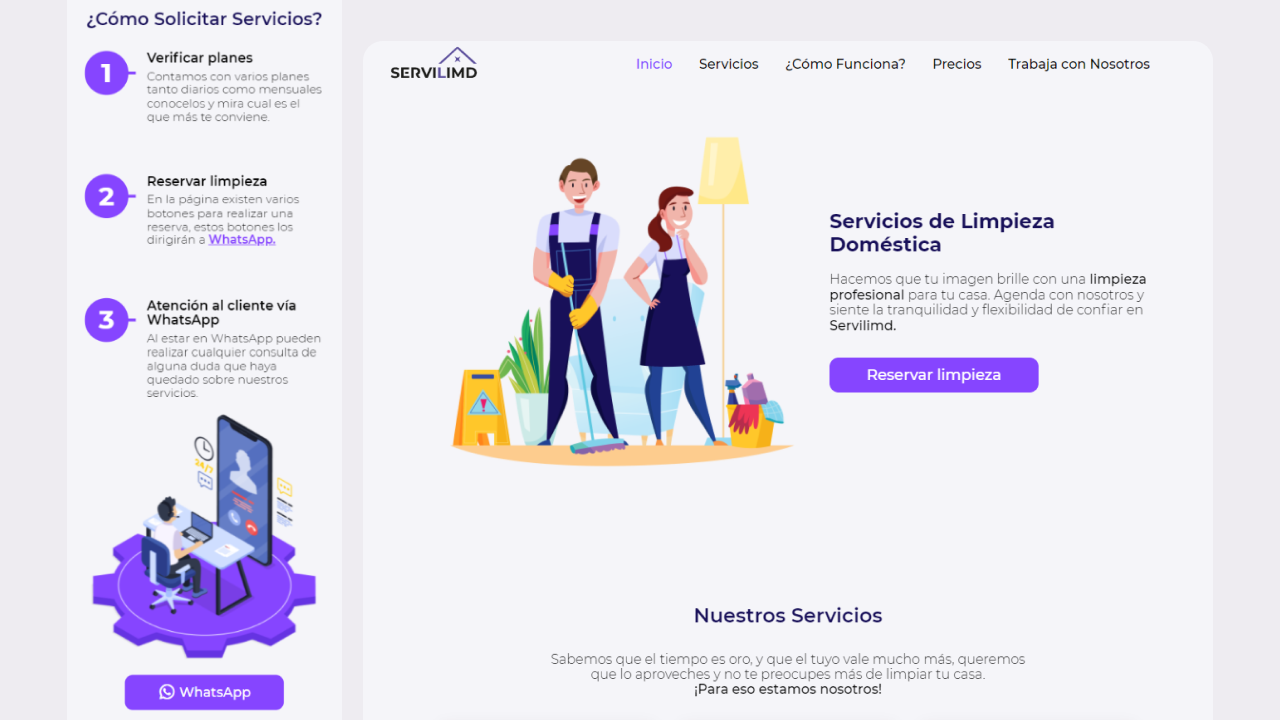 ¿Cómo Solicitar Servicios?
1
Verificar planes
Contamos con varios planes
tanto diarios como mensuales
conocelos y mira cual es el
que más te conviene.
2
Reservar limpieza
En la página existen varios
botones para realizar una
reserva, estos botones los
dirigirán a WhatsApp.
3
Atención al cliente vía
WhatsApp
Al estar en WhatsApp pueden
realizar cualquier consulta de
alguna duda que haya
quedado sobre nuestros
servicios.
24/7
WhatsApp
SERVILIMD
Inicio Servicios ¿Cómo Funciona? Precios Trabaja con Nosotros
Servicios de Limpieza
Doméstica
Hacemos que tu imagen brille con una limpieza
profesional para tu casa. Agenda con nosotros y
siente la tranquilidad y flexibilidad de confiar en
Servilimd.
Reservar limpieza
Nuestros Servicios
Sabemos que el tiempo es oro, y que el tuyo vale mucho más, queremos
que lo aproveches y no te preocupes más de limpiar tu casa.
¡Para eso estamos nosotros!